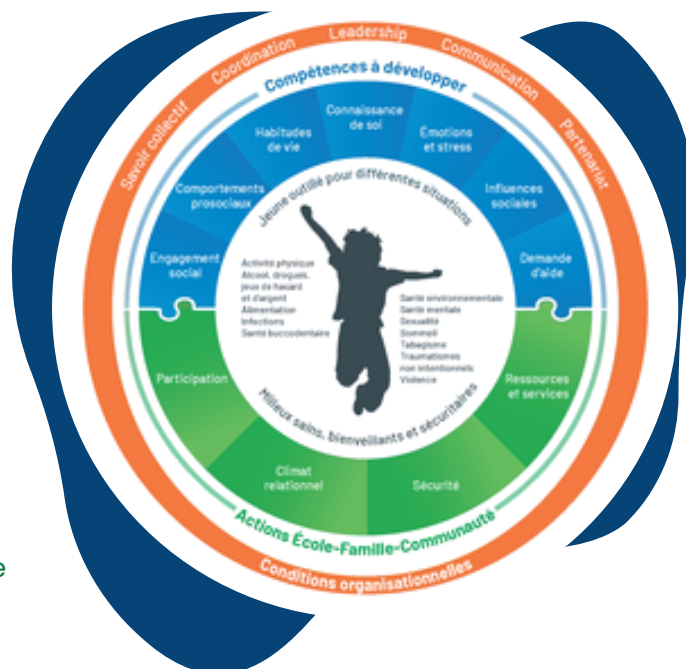 Leadership
Coordination
Communication
Savoir collectif
Partenariat
Compétences à développer
Connaissance
de soi
Habitudes
de vie
Émotions
et stress
Comportements
prosociaux
Influences
sociales
Engagement
social
Demande
d'aide
Jeune outillé pour différentes situations
Activité physique
Alcool, drogues,
jeux de hasard
et d'argent
Alimentation
Infections
Santé buccodentaire
Santé environnementale
Santé mentale
Sexualité
Sommeil
Tabagisme
Traumatismes
non intentionnels
Violence
Milieux sains, bienveillants et sécuritaires
Participation
Ressources
et services
Climat
relationnel
Sécurité
Actions École-Famille-Communauté
Conditions organisationnelles
e